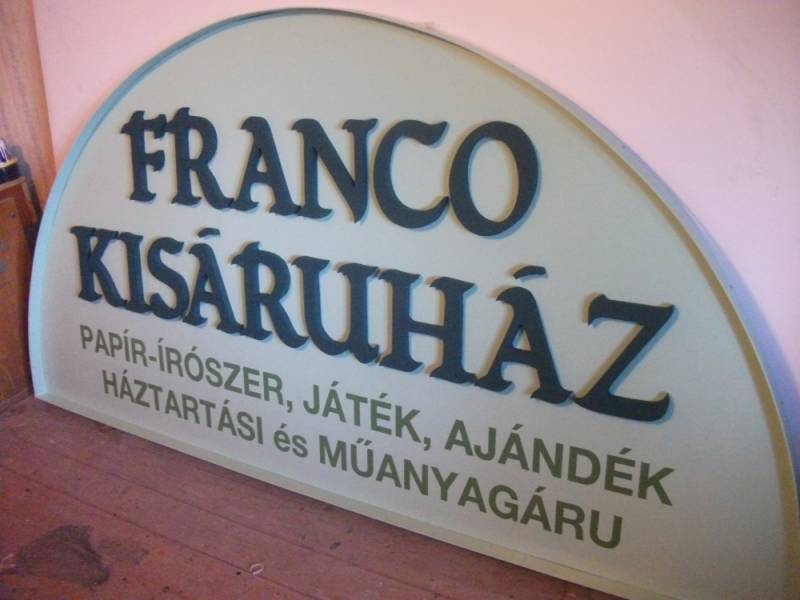 FRANCO
KISÁRUHÁZ
PAPÍR-ÍRÓSZER, JÁTÉK, AJÁNDÉK
HÁZTARTÁSI és MŰANYAGÁRU